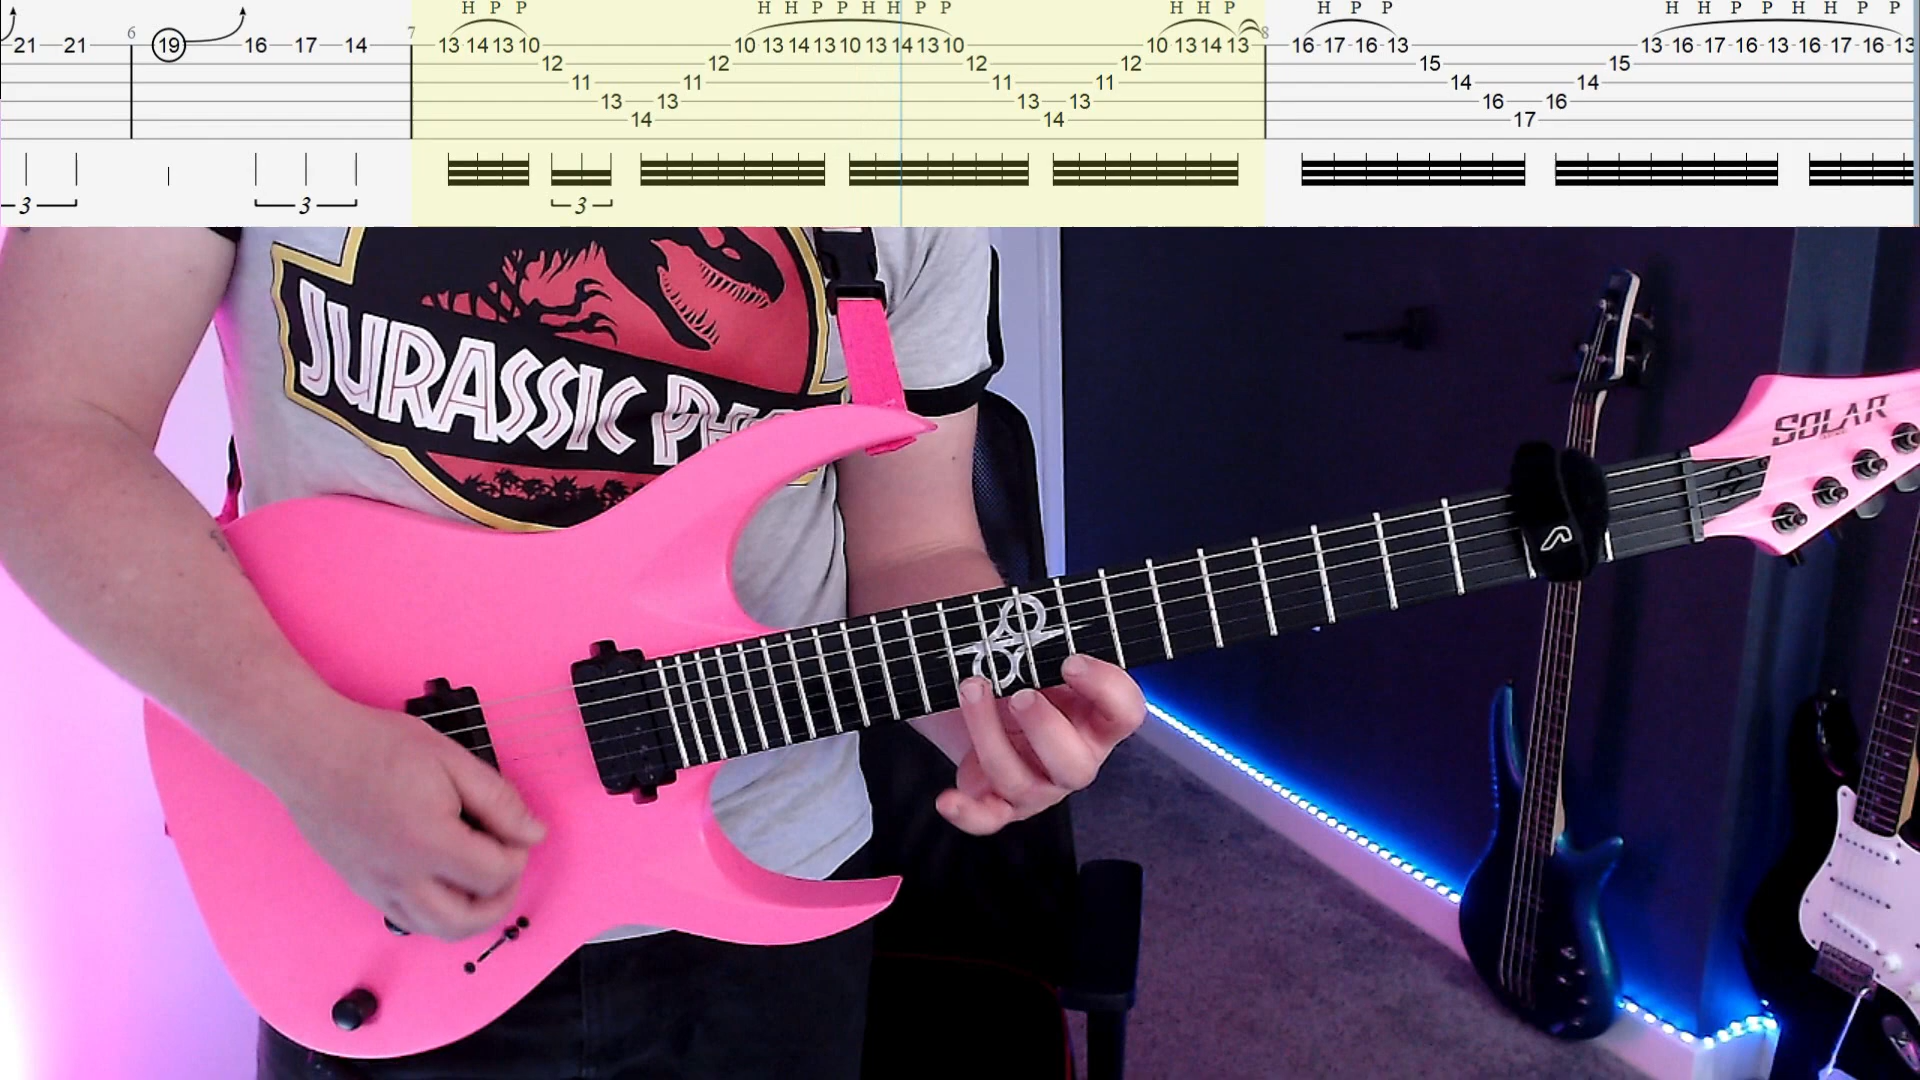 H P P H H P P H H P P H H P H P P H H P P H H P P
21 21 6 19 16 17 14 7 13 14 13 10 10 13 14 13 10 13 14 13 10 10 13 14 13 8 16 17 16 13 13 16 17 16 13 16 17 16 13
12 12 12 12 15 15
11 11 11 11 14 14
13 13 13 13 16 16
14 14 17
3 3 3
JURASSIC PA
SOLAR